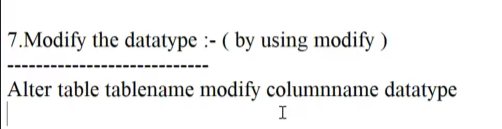 7.Modify the datatype :- ( by using modify )
----------------------------
Alter table tablename modify columnname datatype